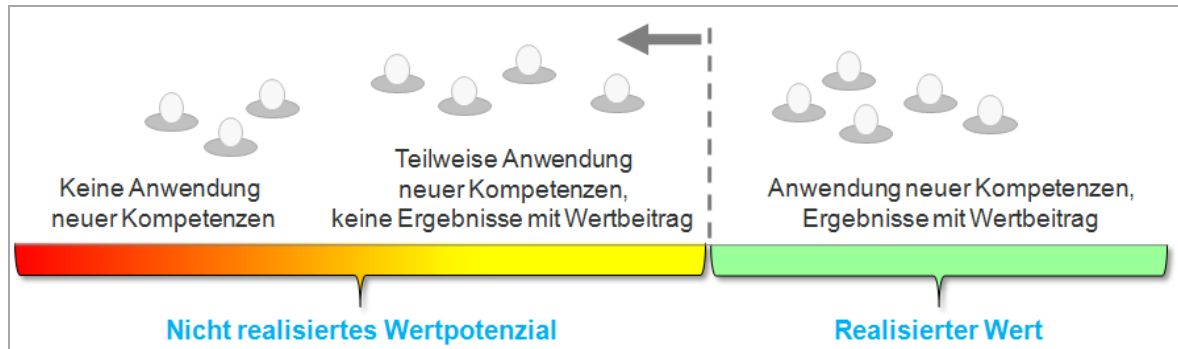 Keine Anwendung
neuer Kompetenzen
Teilweise Anwendung
neuer Kompetenzen,
keine Ergebnisse mit Wertbeitrag
Anwendung neuer Kompetenzen,
Ergebnisse mit Wertbeitrag
Nicht realisiertes Wertpotenzial
Realisierter Wert